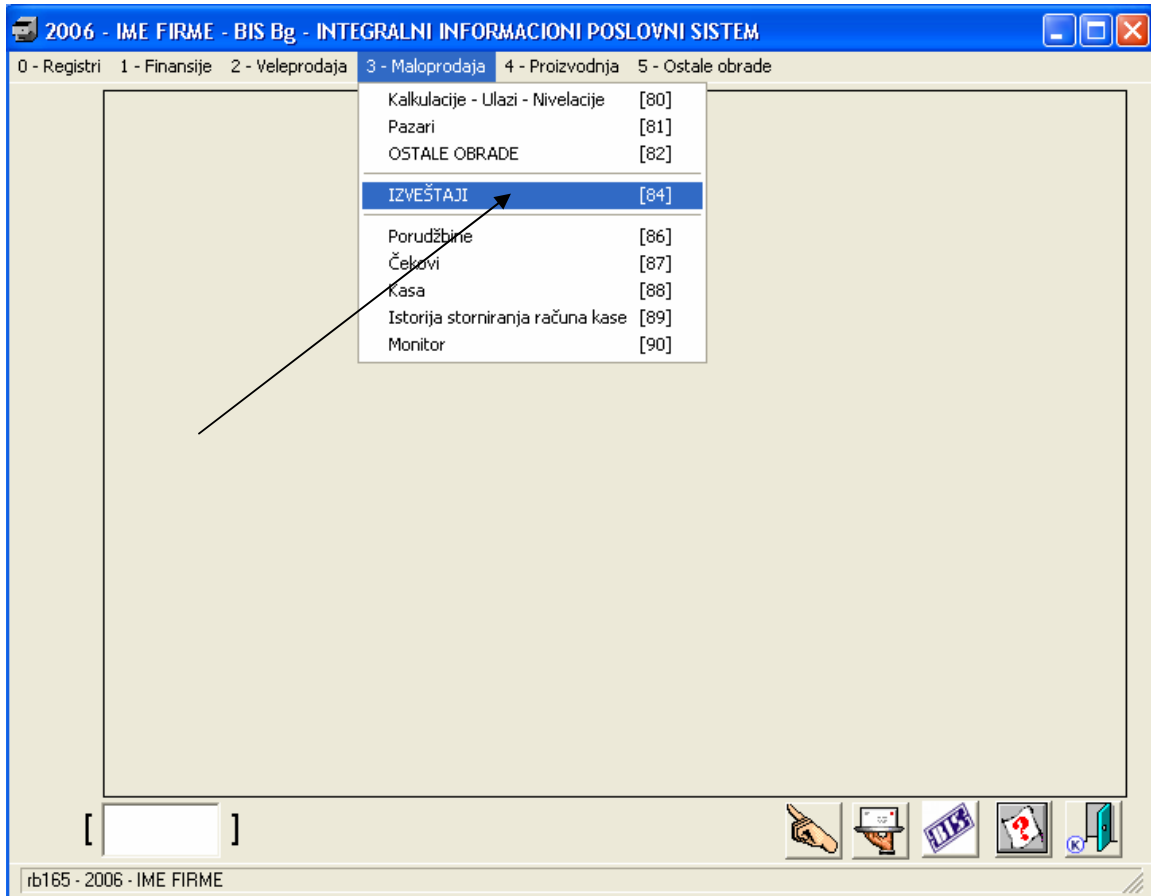 2006 - IME FIRME - BIS Bg - INTEGRALNI INFORMACIONI POSLOVNI SISTEM
0 - Registri 1 - Finansije 2 - Veleprodaja 3 - Maloprodaja 4 - Proizvodnja 5 - Ostale obrade
Kalkulacije - Ulazi - Nivelacije [80]
Pazari [81]
OSTALE OBRADE [82]
IZVEŠTAJI [84]
Porudžbine [86]
Čekovi [87]
Kasa [88]
Istorija storniranja računa kase [89]
Monitor [90]
[ ]
BIS
?
K
rb165 - 2006 - IME FIRME